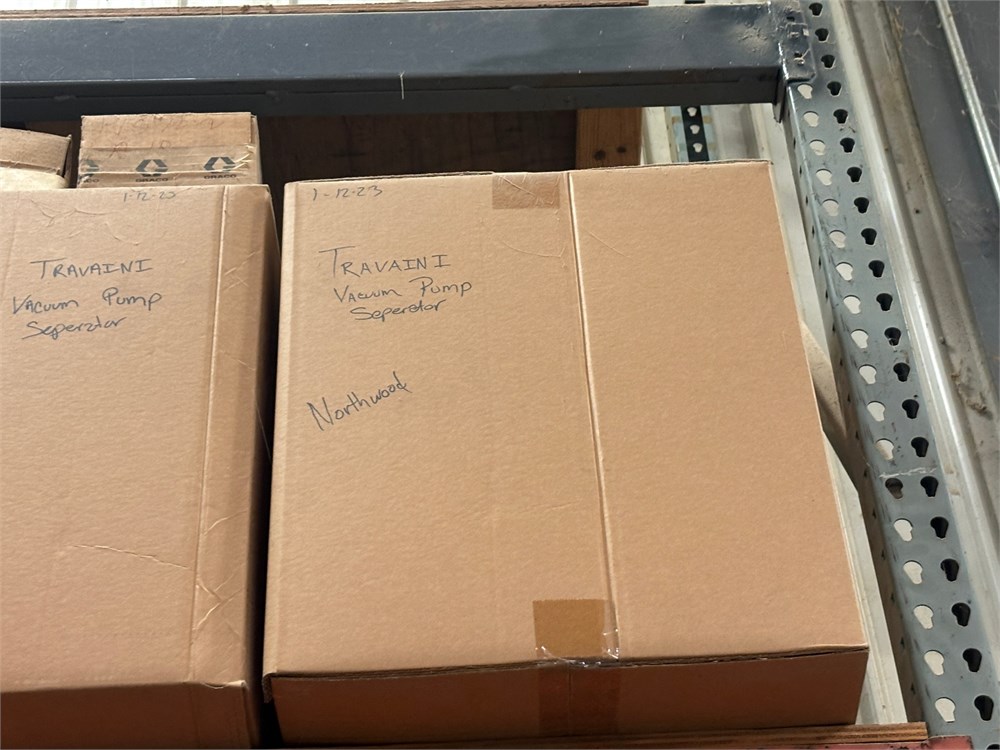 1-12-23
TRAVAINI
Vacuum Pump
Seperator
1-12-23
TRAVAINI
Vacuum Pump
Seperator
Northwood